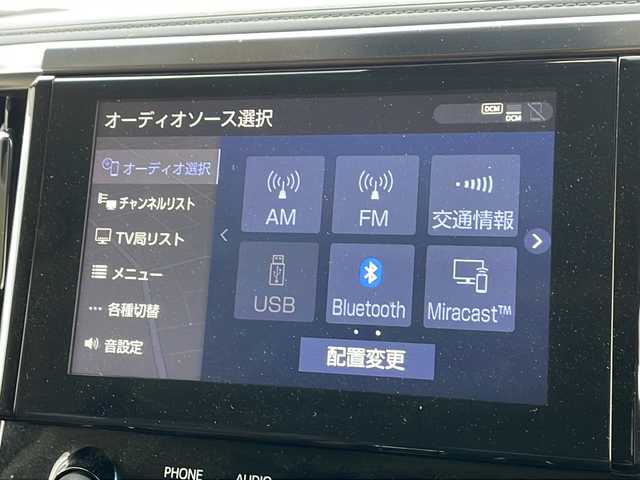 オーディオソース選択
DCM
DCM
オーディオ選択
チャンネルリスト
TV局リスト
メニュー
各種切替
音設定
AM
FM
交通情報
USB
Bluetooth
Miracast™
配置変更
PHONE
AUDIO